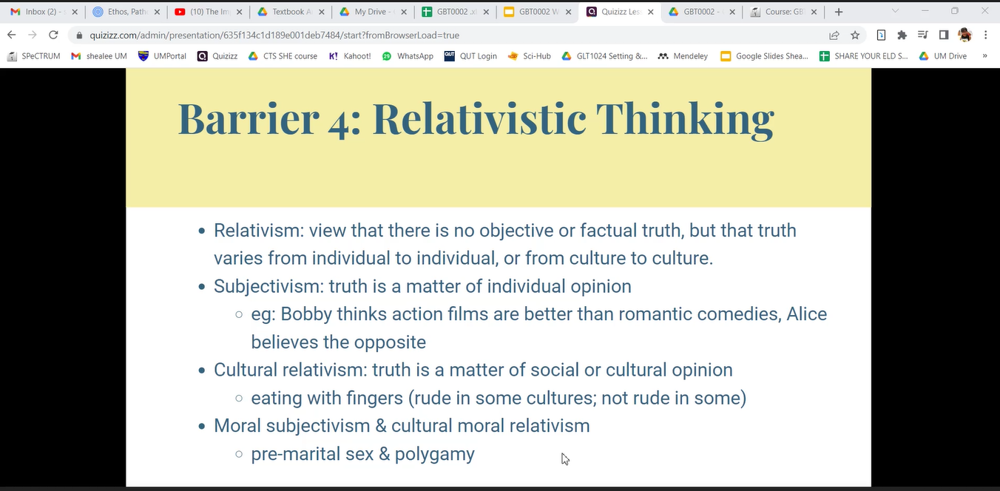 Inbox (2) - s
Ethos, Path
(10) The Im
Textbook A
My Drive -
GBT0002 .xl
GBT0002 W
Quizizz Les
GBT0002 -
Course: GB
quizizz.com/admin/presentation/635f134c1d189e001deb7484/start?fromBrowserLoad=true
SPeCTRUM
shealee UM
UMPortal
Quizizz
CTS SHE course
K! Kahoot!
29 WhatsApp
QUT QUT Login
Sci-Hub
GLT1024 Setting &...
Mendeley
Google Slides Shea...
SHARE YOUR ELD S...
UM Drive
»
Barrier 4: Relativistic Thinking
• Relativism: view that there is no objective or factual truth, but that truth
varies from individual to individual, or from culture to culture.
• Subjectivism: truth is a matter of individual opinion
○ eg: Bobby thinks action films are better than romantic comedies, Alice
believes the opposite
• Cultural relativism: truth is a matter of social or cultural opinion
○ eating with fingers (rude in some cultures; not rude in some)
• Moral subjectivism & cultural moral relativism
○ pre-marital sex & polygamy